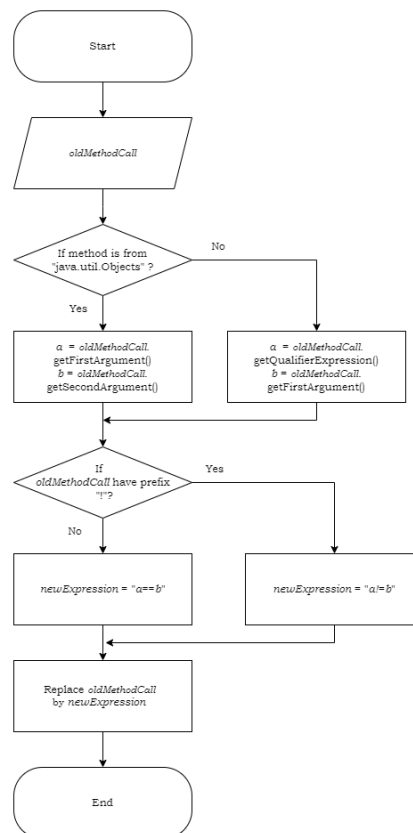 Start
oldMethodCall
If method is from
"java.util.Objects" ?
No
Yes
a = oldMethodCall.
getFirstArgument()
b = oldMethodCall.
getSecondArgument()
a = oldMethodCall.
getQualifierExpression()
b = oldMethodCall.
getFirstArgument()
If
oldMethodCall have prefix
"!"?
Yes
No
newExpression = "a==b"
newExpression = "a!=b"
Replace oldMethodCall
by newExpression
End